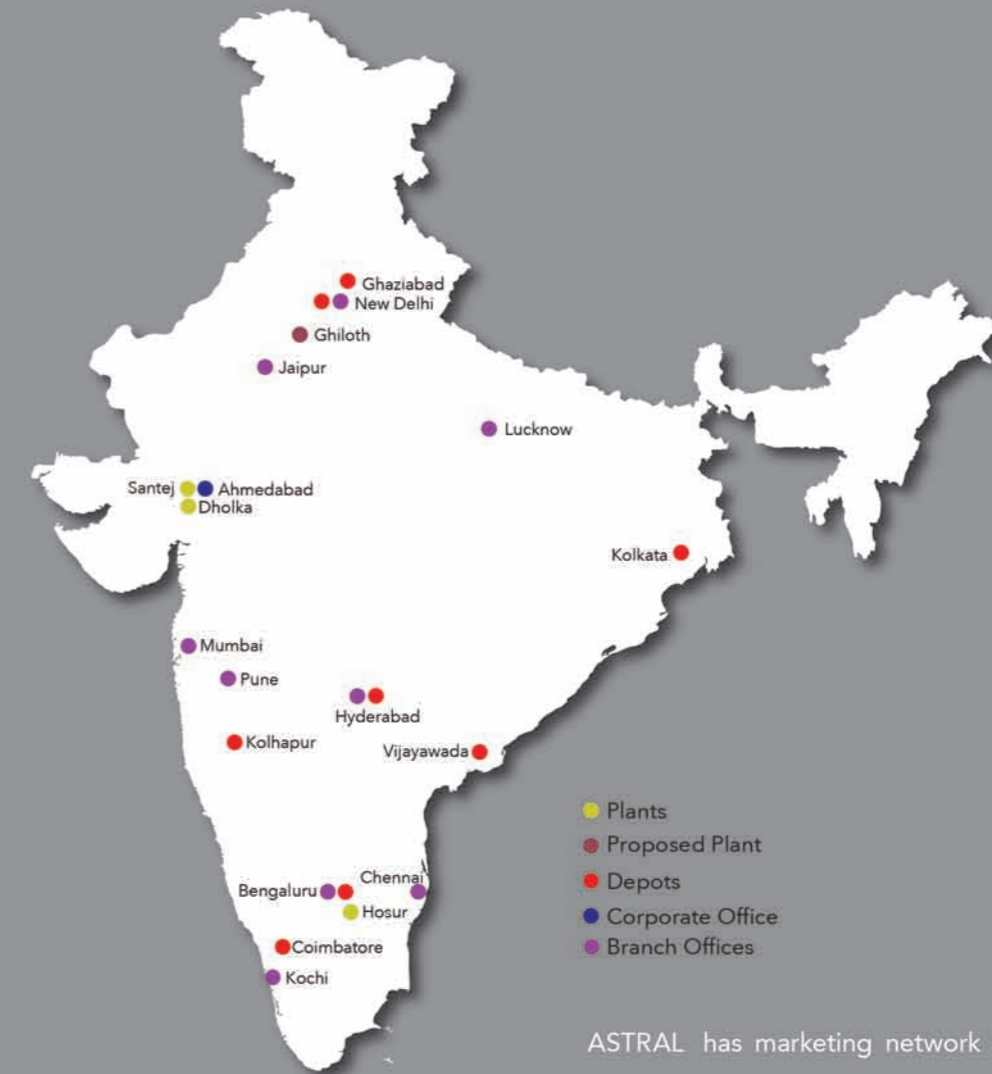 Ghaziabad
New Delhi
Ghiloth
Jaipur
Lucknow
Santej Ahmedabad
Dholka
Kolkata
Mumbai
Pune
Hyderabad
Kolhapur
Vijayawada
Plants
Proposed Plant
Depots
Corporate Office
Branch Offices
Chennai
Bengaluru
Hosur
Coimbatore
Kochi
ASTRAL has marketing network